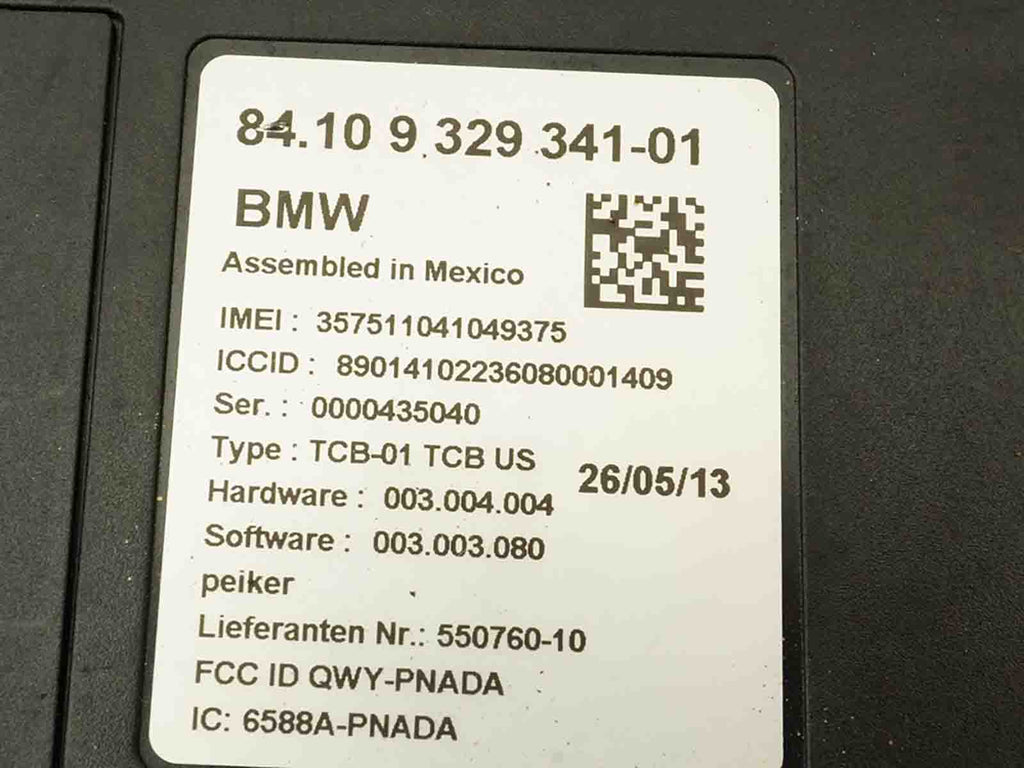 84.10 9 329 341-01
BMW
Assembled in Mexico
IMEI : 357511041049375
ICCID : 89014102236080001409
Ser. : 0000435040
Type : TCB-01 TCB US
26/05/13
Hardware : 003.004.004
Software : 003.003.080
peiker
Lieferanten Nr.: 550760-10
FCC ID QWY-PNADA
IC: 6588A-PNADA